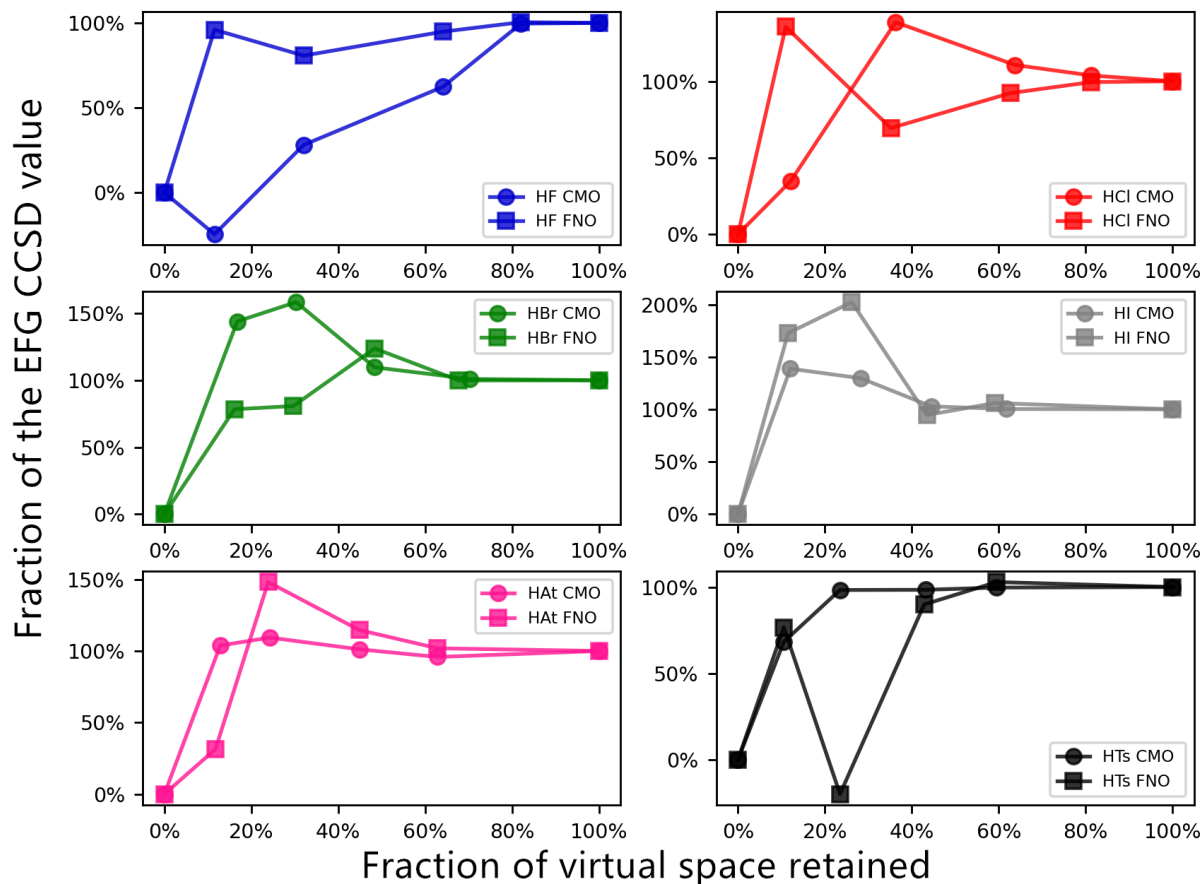 Fraction of the EFG CCSD value
100%
50%
0%
HF CMO
HF FNO
0% 20% 40% 60% 80% 100%
100%
50%
0%
HCl CMO
HCl FNO
0% 20% 40% 60% 80% 100%
150%
100%
50%
0%
HBr CMO
HBr FNO
0% 20% 40% 60% 80% 100%
200%
150%
100%
50%
0%
HI CMO
HI FNO
0% 20% 40% 60% 80% 100%
150%
100%
50%
0%
HAt CMO
HAt FNO
0% 20% 40% 60% 80% 100%
100%
50%
0%
HTs CMO
HTs FNO
0% 20% 40% 60% 80% 100%
Fraction of virtual space retained